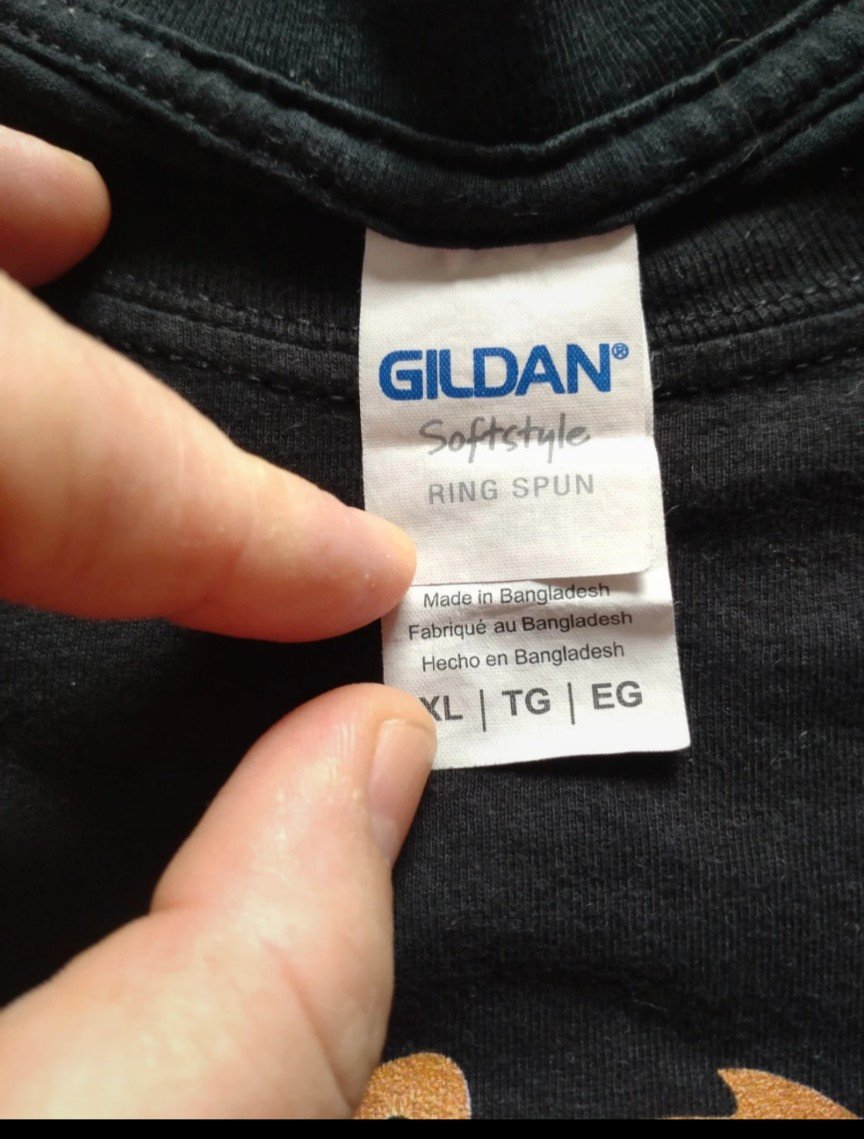 GILDAN®
Softstyle
RING SPUN
Made in Bangladesh
Fabriqué au Bangladesh
Hecho en Bangladesh
XL | TG | EG